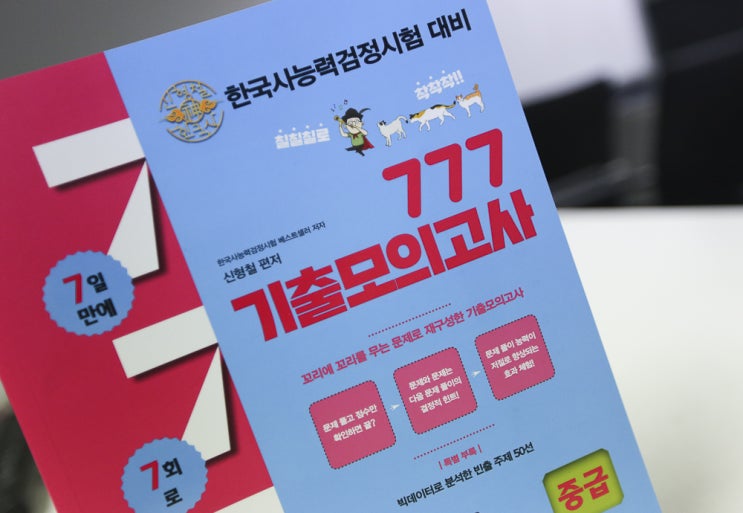 한국사능력검정시험 대비
신형철
한국사
칠칠칠로
착착착!!
777
한국사능력검정시험 베스트셀러 저자
신형철 편저
기출모의고사
꼬리에 꼬리를 무는 문제로 재구성한 기출모의고사
문제 풀고 점수만
확인하면 끝?
문제와 문제는
다음 문제 풀이의
결정적 힌트!
문제 풀이 능력이
저절로 향상되는
효과 체험!
| 특별 부록 |
빅데이터로 분석한 빈출 주제 50선
중급
7일
만에
7회
로